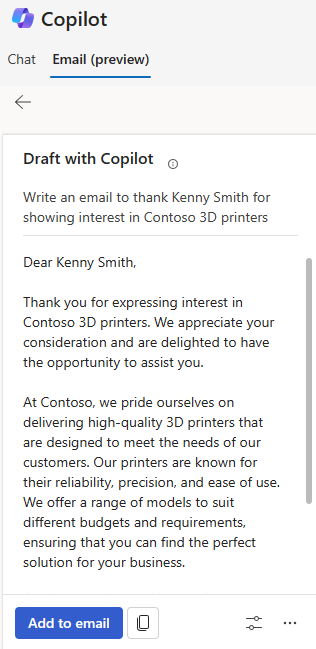 Copilot
Chat Email (preview)
Draft with Copilot
Write an email to thank Kenny Smith for
showing interest in Contoso 3D printers
Dear Kenny Smith,
Thank you for expressing interest in
Contoso 3D printers. We appreciate your
consideration and are delighted to have
the opportunity to assist you.
At Contoso, we pride ourselves on
delivering high-quality 3D printers that
are designed to meet the needs of our
customers. Our printers are known for
their reliability, precision, and ease of use.
We offer a range of models to suit
different budgets and requirements,
ensuring that you can find the perfect
solution for your business.
Add to email